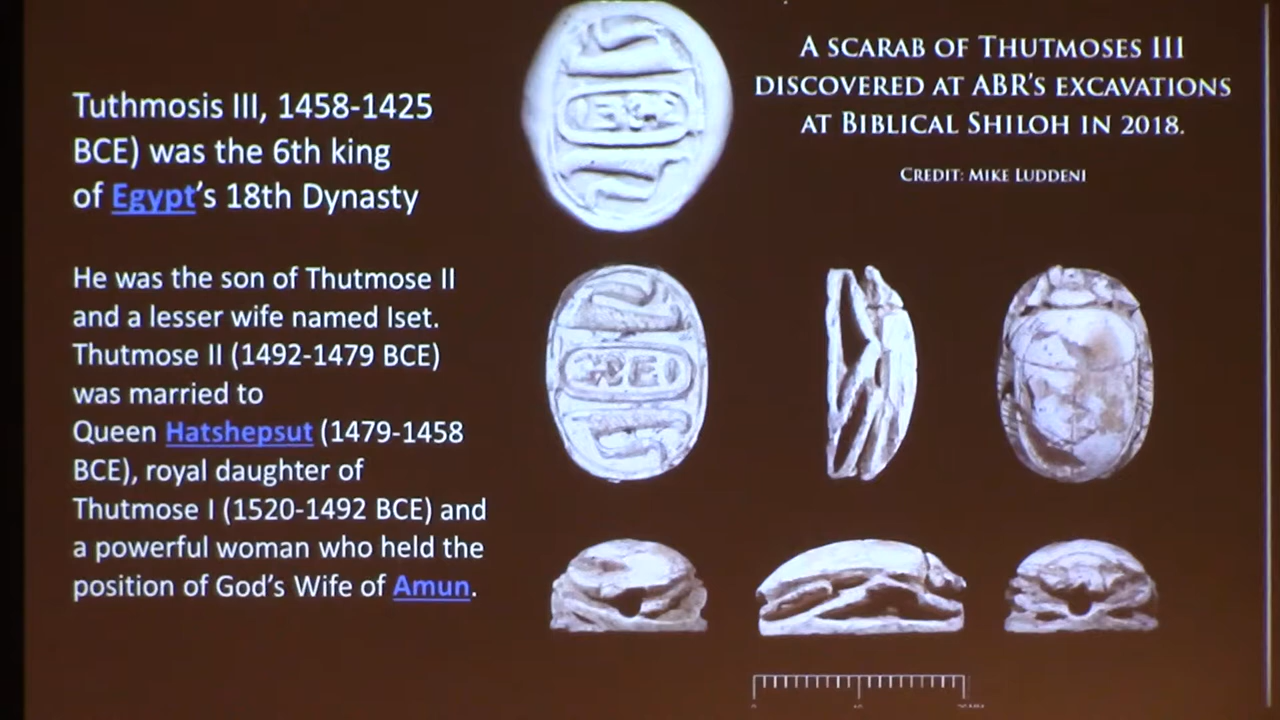 Tuthmosis III, 1458-1425
BCE) was the 6th king
of Egypt's 18th Dynasty
He was the son of Thutmose II
and a lesser wife named Iset.
Thutmose II (1492-1479 BCE)
was married to
Queen Hatshepsut (1479-1458
BCE), royal daughter of
Thutmose I (1520-1492 BCE) and
a powerful woman who held the
position of God's Wife of Amun.
A SCARAB OF THUTMOSES III
DISCOVERED AT ABR'S EXCAVATIONS
AT BIBLICAL SHILOH IN 2018.
CREDIT: MIKE LUDDENI